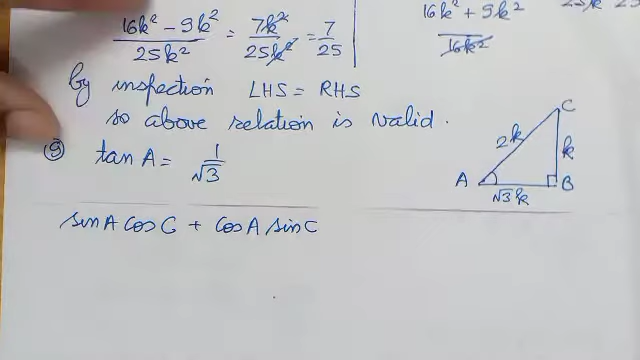 16k² - 9k² / 25k² = 7k² / 25k² = 7/25
16k² + 9k² / 16k²
by inspection LHS = RHS
so above relation is valid.
9 tan A = 1/√3
C
2k
k
A
B
√3 k
sin A cos C + cos A sin C